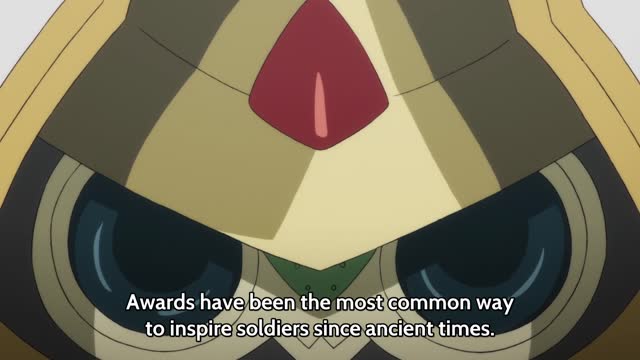 Awards have been the most common way
to inspire soldiers since ancient times.